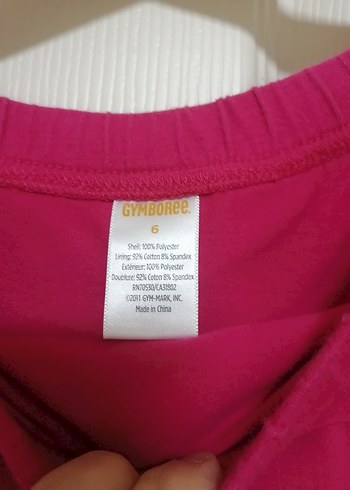 GYMBOREE.
6
Shell: 100% Polyester
Lining: 92% Cotton 8% Spandex
Extérieur: 100% Polyester
Doublure: 92% Coton 8% Spandex
RN70530/CA31802
©2011 GYM-MARK, INC.
Made in China